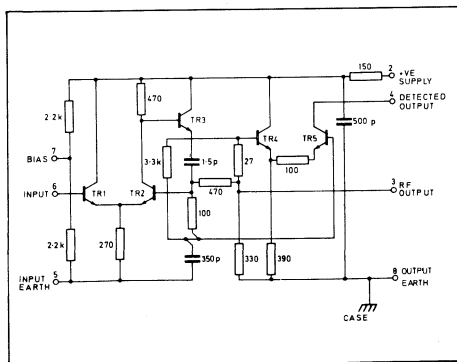 150
2
+VE
SUPPLY
4
DETECTED
OUTPUT
470
TR3
2·2k
500 p
TR4
TR5
3·3k
1·5p
27
7
BIAS
100
6
INPUT
TR1
TR2
470
3
RF
OUTPUT
100
2·2k
270
330
390
350p
INPUT
EARTH
5
8
OUTPUT
EARTH
CASE